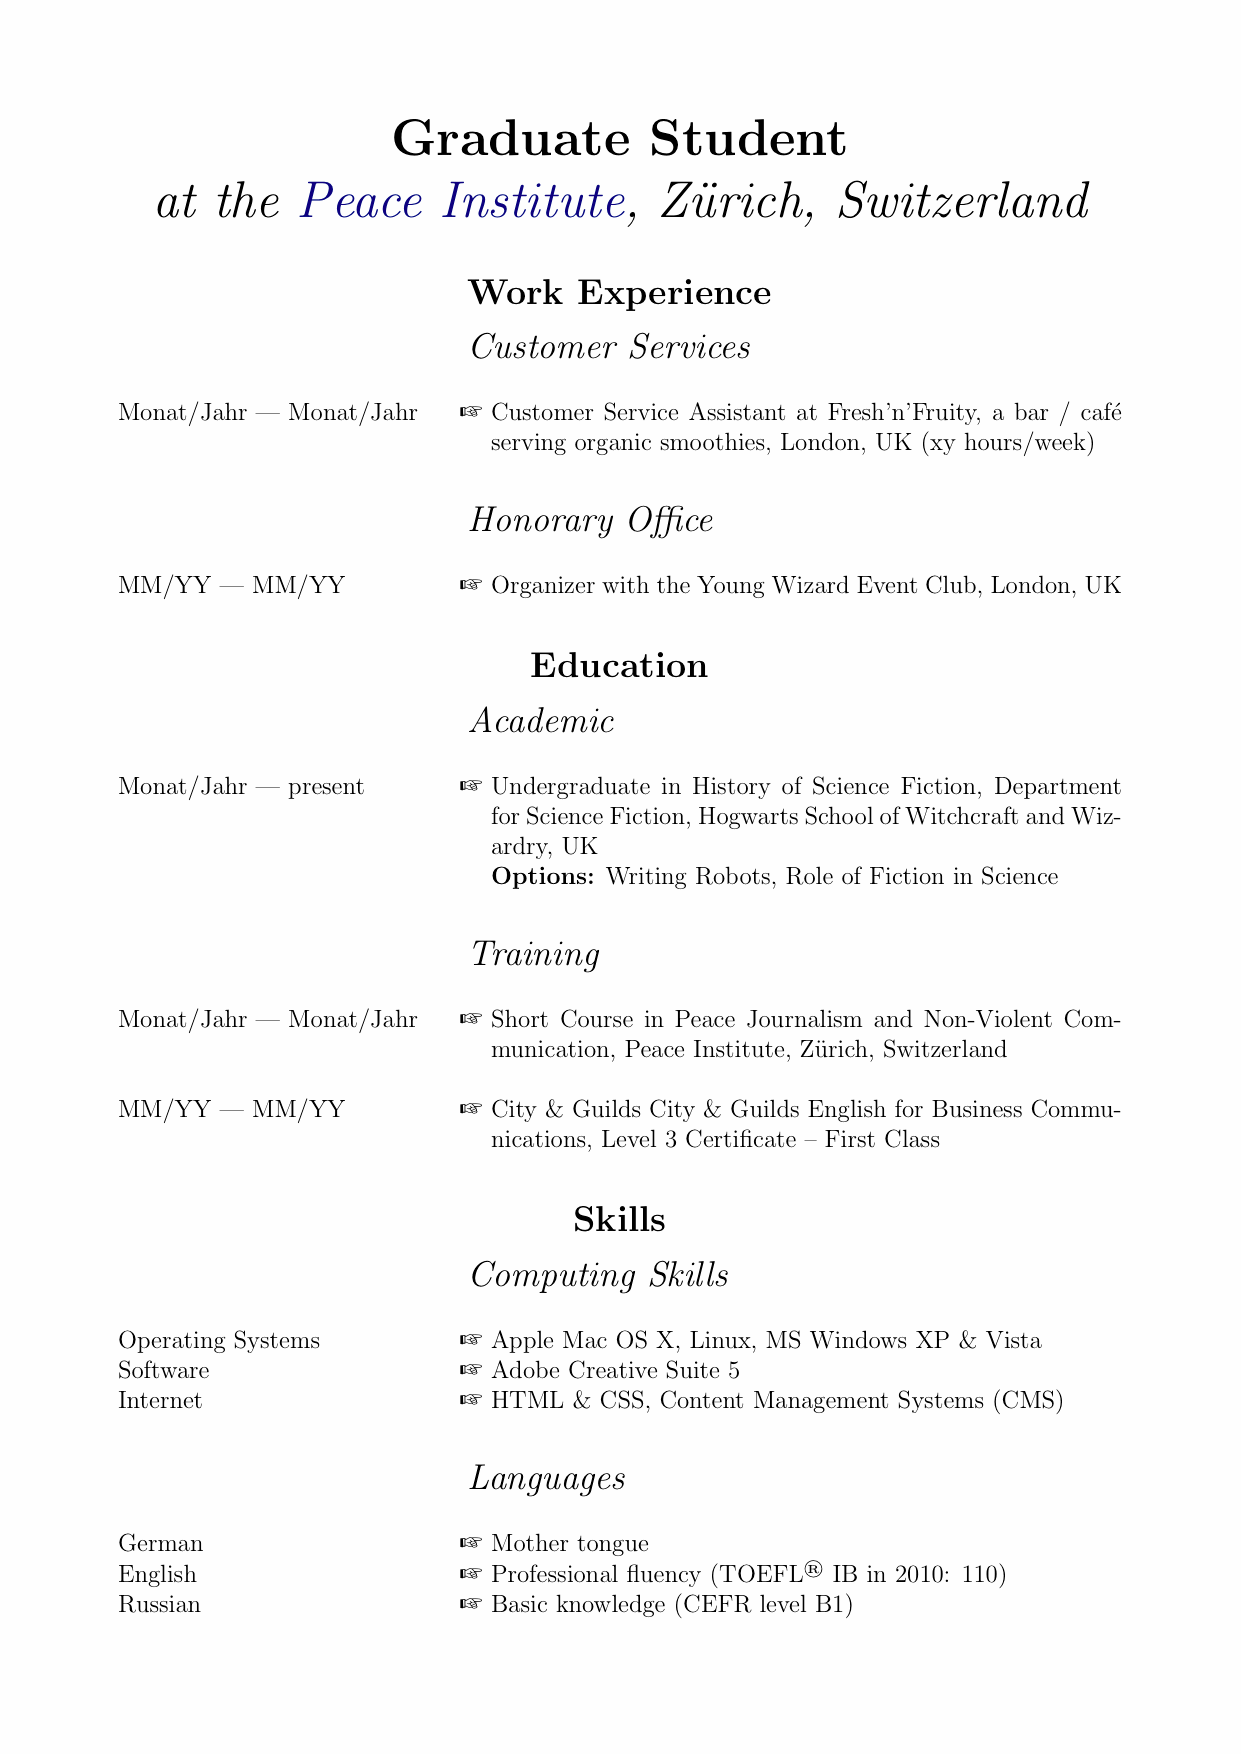 Graduate Student
at the Peace Institute, Zürich, Switzerland
Work Experience
Customer Services
Monat/Jahr — Monat/Jahr ☞ Customer Service Assistant at Fresh'n'Fruity, a bar / café
serving organic smoothies, London, UK (xy hours/week)
Honorary Office
MM/YY — MM/YY ☞ Organizer with the Young Wizard Event Club, London, UK
Education
Academic
Monat/Jahr — present ☞ Undergraduate in History of Science Fiction, Department
for Science Fiction, Hogwarts School of Witchcraft and Wiz-
ardry, UK
Options: Writing Robots, Role of Fiction in Science
Training
Monat/Jahr — Monat/Jahr ☞ Short Course in Peace Journalism and Non-Violent Com-
munication, Peace Institute, Zürich, Switzerland
MM/YY — MM/YY ☞ City & Guilds City & Guilds English for Business Commu-
nications, Level 3 Certificate – First Class
Skills
Computing Skills
Operating Systems ☞ Apple Mac OS X, Linux, MS Windows XP & Vista
Software ☞ Adobe Creative Suite 5
Internet ☞ HTML & CSS, Content Management Systems (CMS)
Languages
German ☞ Mother tongue
English ☞ Professional fluency (TOEFL® IB in 2010: 110)
Russian ☞ Basic knowledge (CEFR level B1)